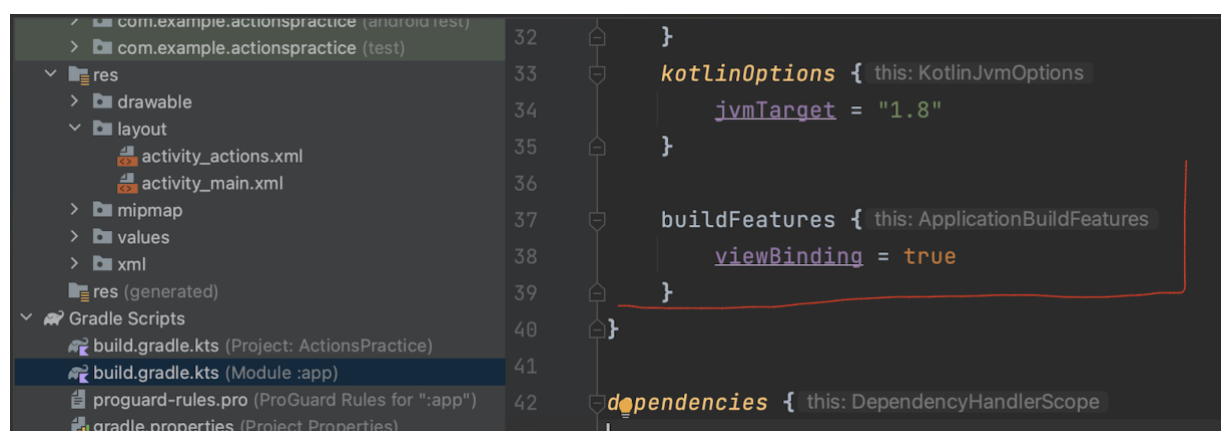 com.example.actionspractice (androidTest)
com.example.actionspractice (test)
res
drawable
layout
activity_actions.xml
activity_main.xml
mipmap
values
xml
res (generated)
Gradle Scripts
build.gradle.kts (Project: ActionsPractice)
build.gradle.kts (Module :app)
proguard-rules.pro (ProGuard Rules for ":app")
gradle.properties (Project Properties)
32 }
33 kotlinOptions { this: KotlinJvmOptions
34 jvmTarget = "1.8"
35 }
36
37 buildFeatures { this: ApplicationBuildFeatures
38 viewBinding = true
39 }
40 }
41
42 dependencies { this: DependencyHandlerScope